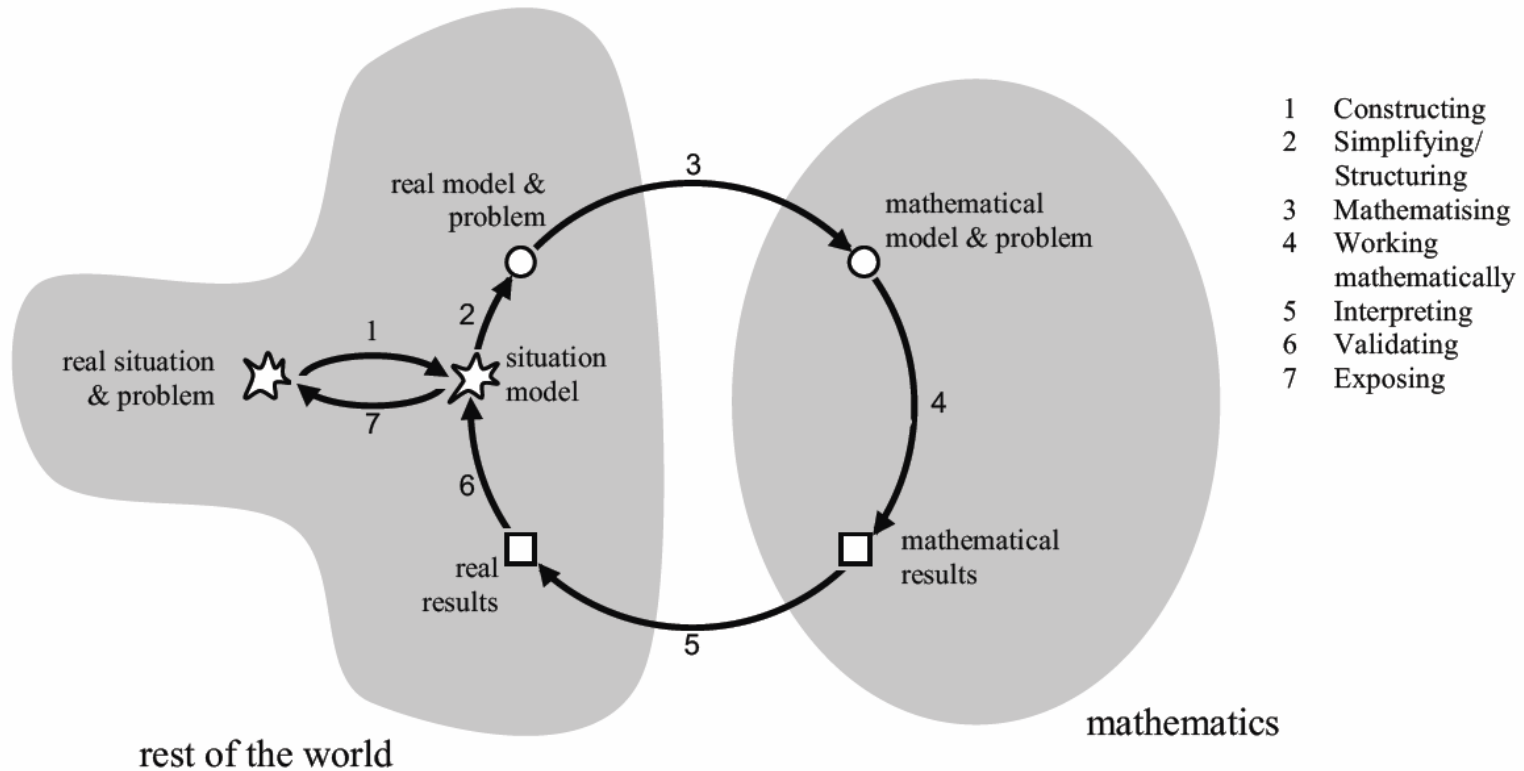 real model &
problem
3
mathematical
model & problem
2
1
real situation
& problem
situation
model
7
4
6
real
results
mathematical
results
5
rest of the world
mathematics
1 Constructing
2 Simplifying/
Structuring
3 Mathematising
4 Working
mathematically
5 Interpreting
6 Validating
7 Exposing